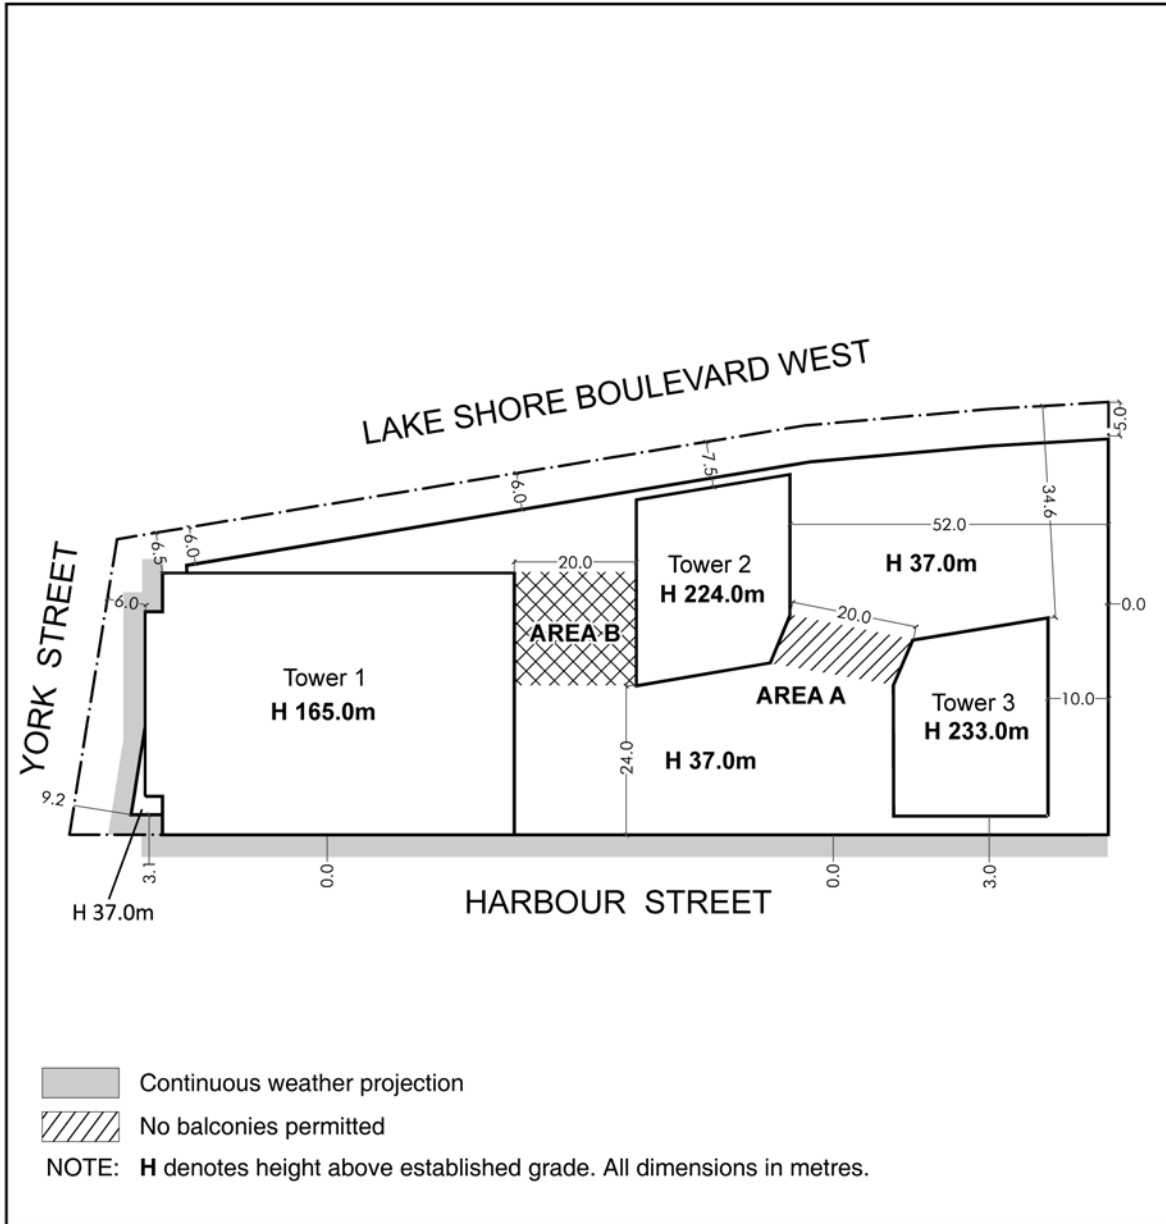 LAKE SHORE BOULEVARD WEST
5.0
7.5
6.0
6.0
6.5
34.6
52.0
20.0
Tower 2
H 224.0m
H 37.0m
YORK STREET
6.0
20.0
0.0
AREA B
Tower 1
H 165.0m
AREA A
Tower 3
H 233.0m
10.0
24.0
H 37.0m
9.2
3.1
0.0
0.0
3.0
H 37.0m
HARBOUR STREET
Continuous weather projection
No balconies permitted
NOTE: H denotes height above established grade. All dimensions in metres.